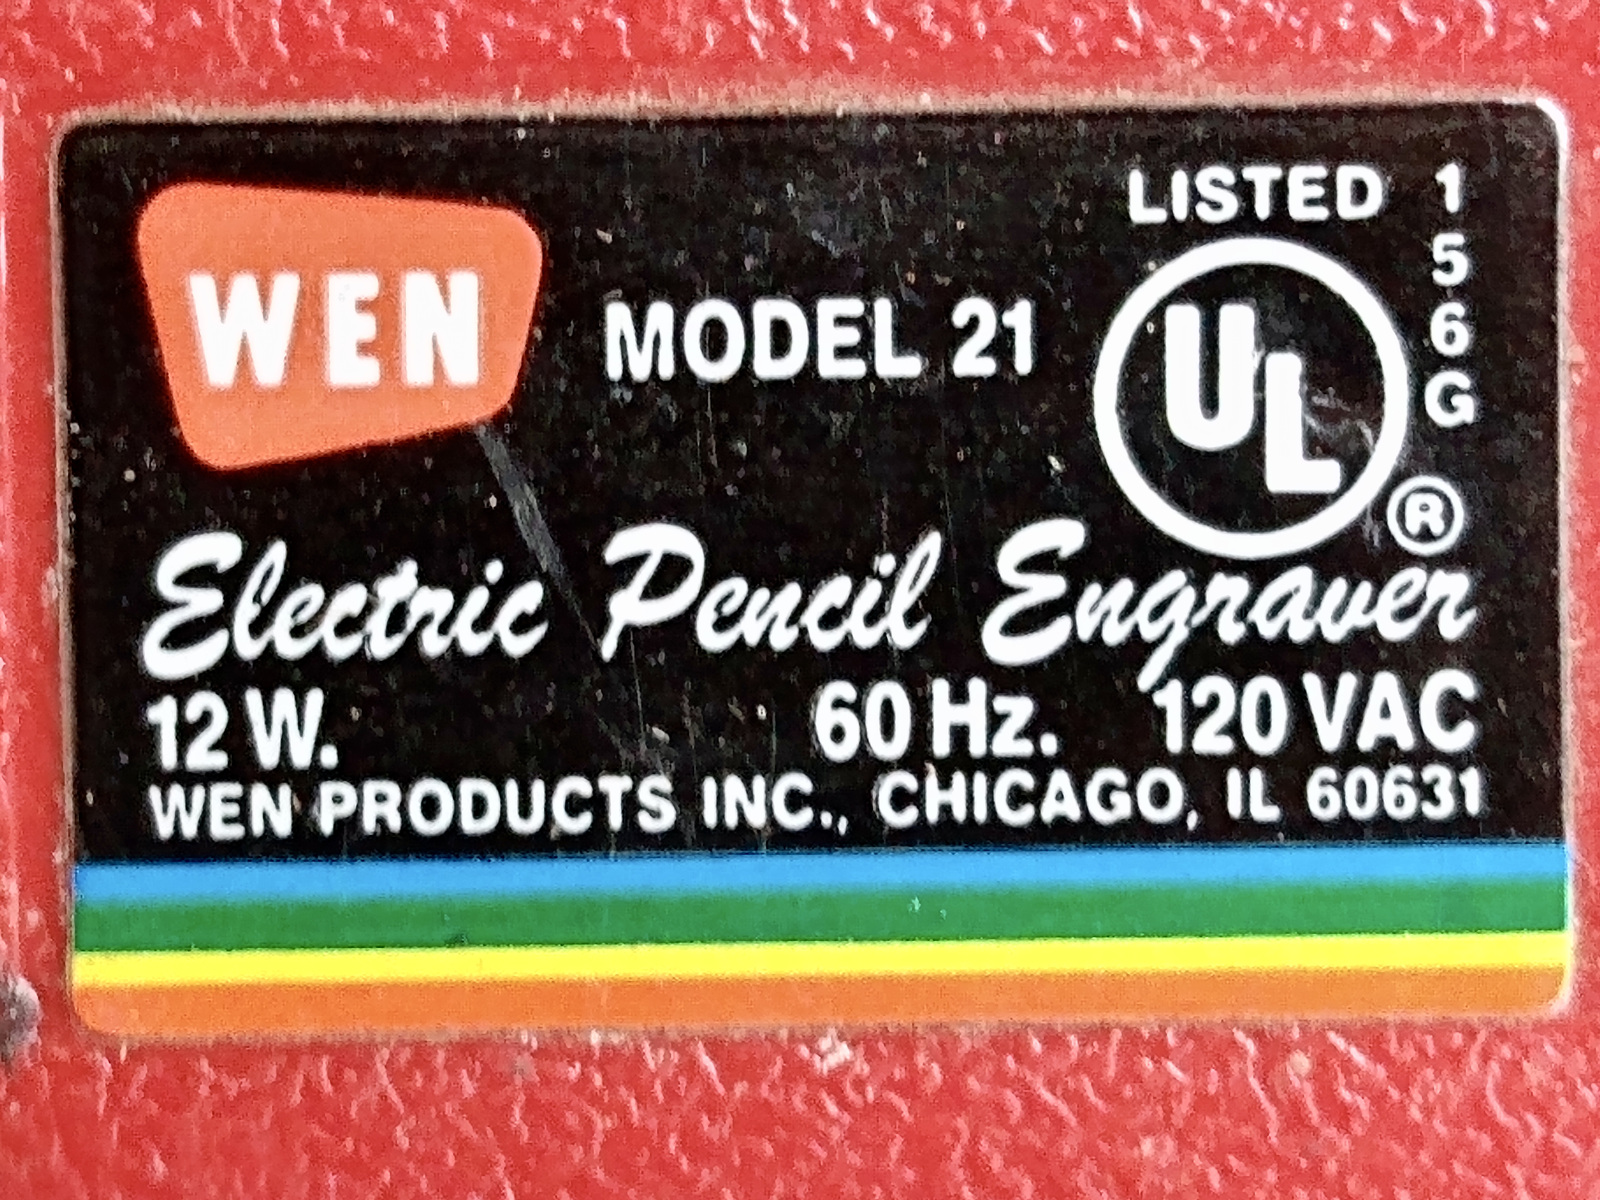 WEN
MODEL 21
LISTED 156G
UL
®
Electric Pencil Engraver
12 W. 60 Hz. 120 VAC
WEN PRODUCTS INC., CHICAGO, IL 60631